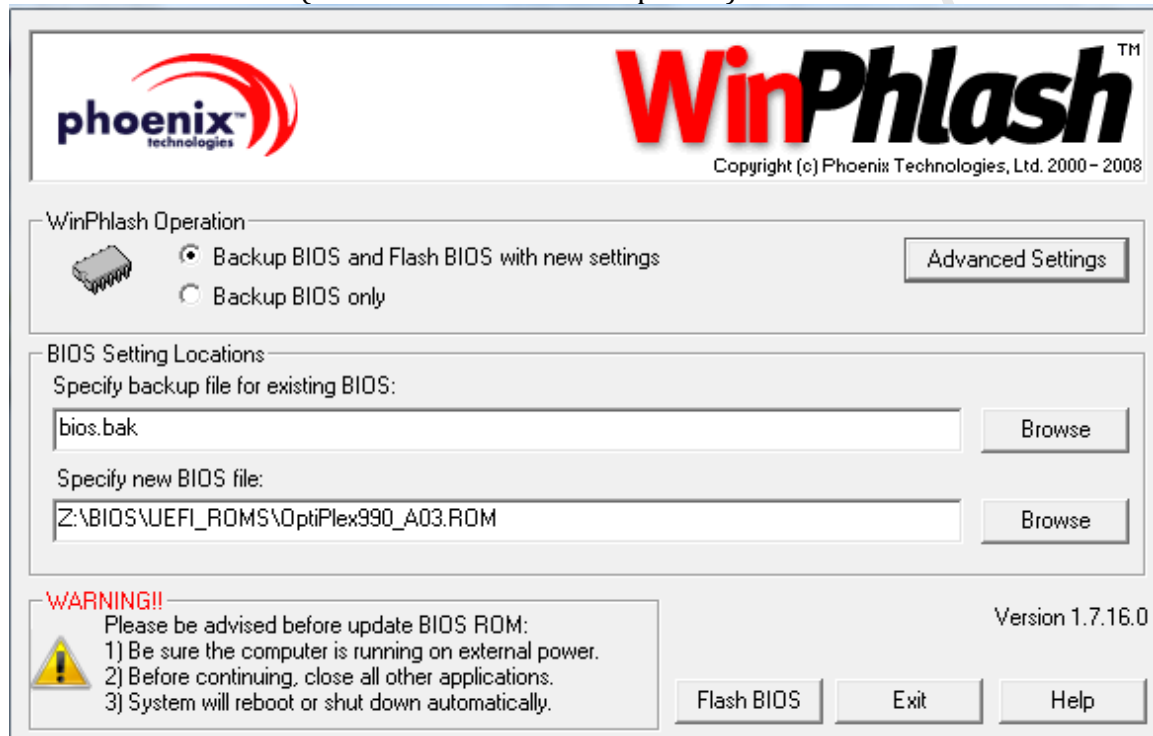 phoenix™
technologies
WinPhlash™
Copyright (c) Phoenix Technologies, Ltd. 2000-2008
WinPhlash Operation
Backup BIOS and Flash BIOS with new settings
Advanced Settings
Backup BIOS only
BIOS Setting Locations
Specify backup file for existing BIOS:
bios.bak
Browse
Specify new BIOS file:
Z:\BIOS\UEFI_ROMS\OptiPlex990_A03.ROM
Browse
WARNING!!
Please be advised before update BIOS ROM:
1) Be sure the computer is running on external power.
2) Before continuing, close all other applications.
3) System will reboot or shut down automatically.
Version 1.7.16.0
Flash BIOS
Exit
Help